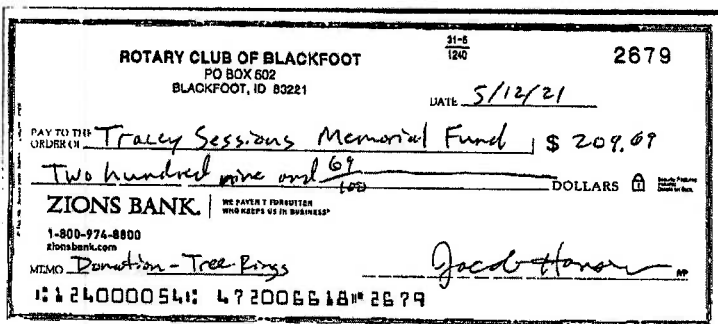 ROTARY CLUB OF BLACKFOOT
PO BOX 502
BLACKFOOT, ID 83221
31-5
1240
2679
DATE 5/12/21
PAY TO THE ORDER OF Tracey Sessions Memorial Fund $ 209.69
Two hundred nine and 69/100 DOLLARS
ZIONS BANK.
WE HAVEN'T FORGOTTEN
WHO KEEPS US IN BUSINESS®
1-800-974-8800
zionsbank.com
MEMO Donation - Tree Rings Jacob Hansen MP
⑆124000054⑆ 472006618⑈2679